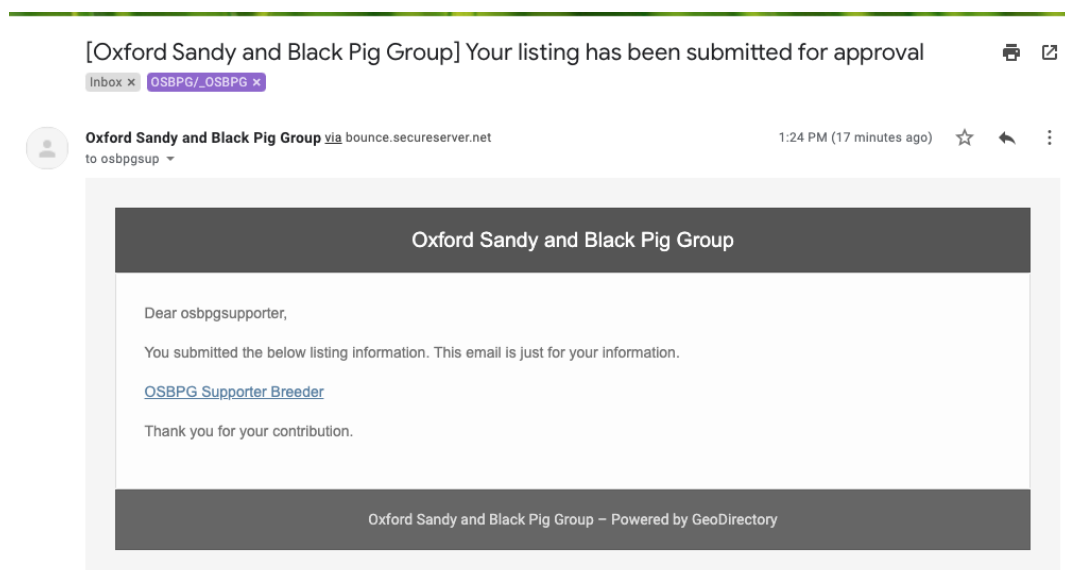 [Oxford Sandy and Black Pig Group] Your listing has been submitted for approval
Inbox × OSBPG/_OSBPG ×
Oxford Sandy and Black Pig Group via bounce.secureserver.net 1:24 PM (17 minutes ago)
to osbpgsup
Oxford Sandy and Black Pig Group
Dear osbpgsupporter,
You submitted the below listing information. This email is just for your information.
OSBPG Supporter Breeder
Thank you for your contribution.
Oxford Sandy and Black Pig Group – Powered by GeoDirectory